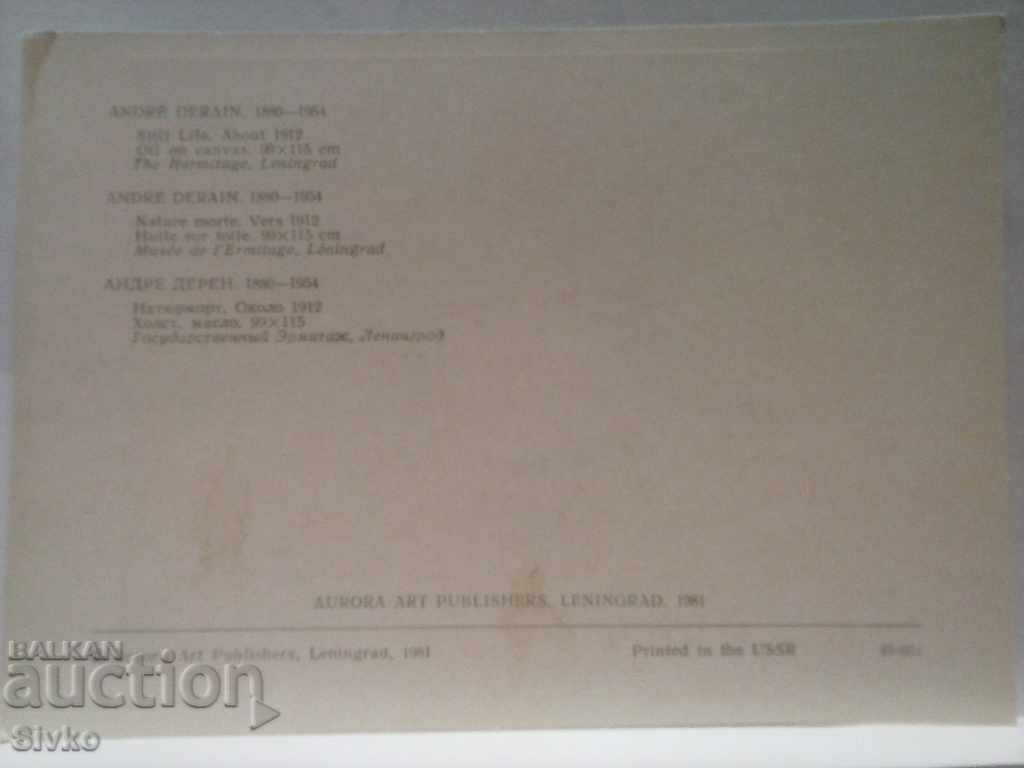 ANDRÉ DERAIN. 1880—1954
Still Life. About 1912
Oil on canvas. 99×115 cm
The Hermitage, Leningrad
ANDRÉ DERAIN. 1880—1954
Nature morte. Vers 1912
Huile sur toile. 99×115 cm
Musée de l'Ermitage, Léningrad
АНДРЕ ДЕРЕН. 1880—1954
Натюрморт. Около 1912
Холст, масло. 99×115
Государственный Эрмитаж, Ленинград
AURORA ART PUBLISHERS. LENINGRAD. 1981
Art Publishers, Leningrad, 1981
Printed in the USSR
BALKAN
auction
Sivko